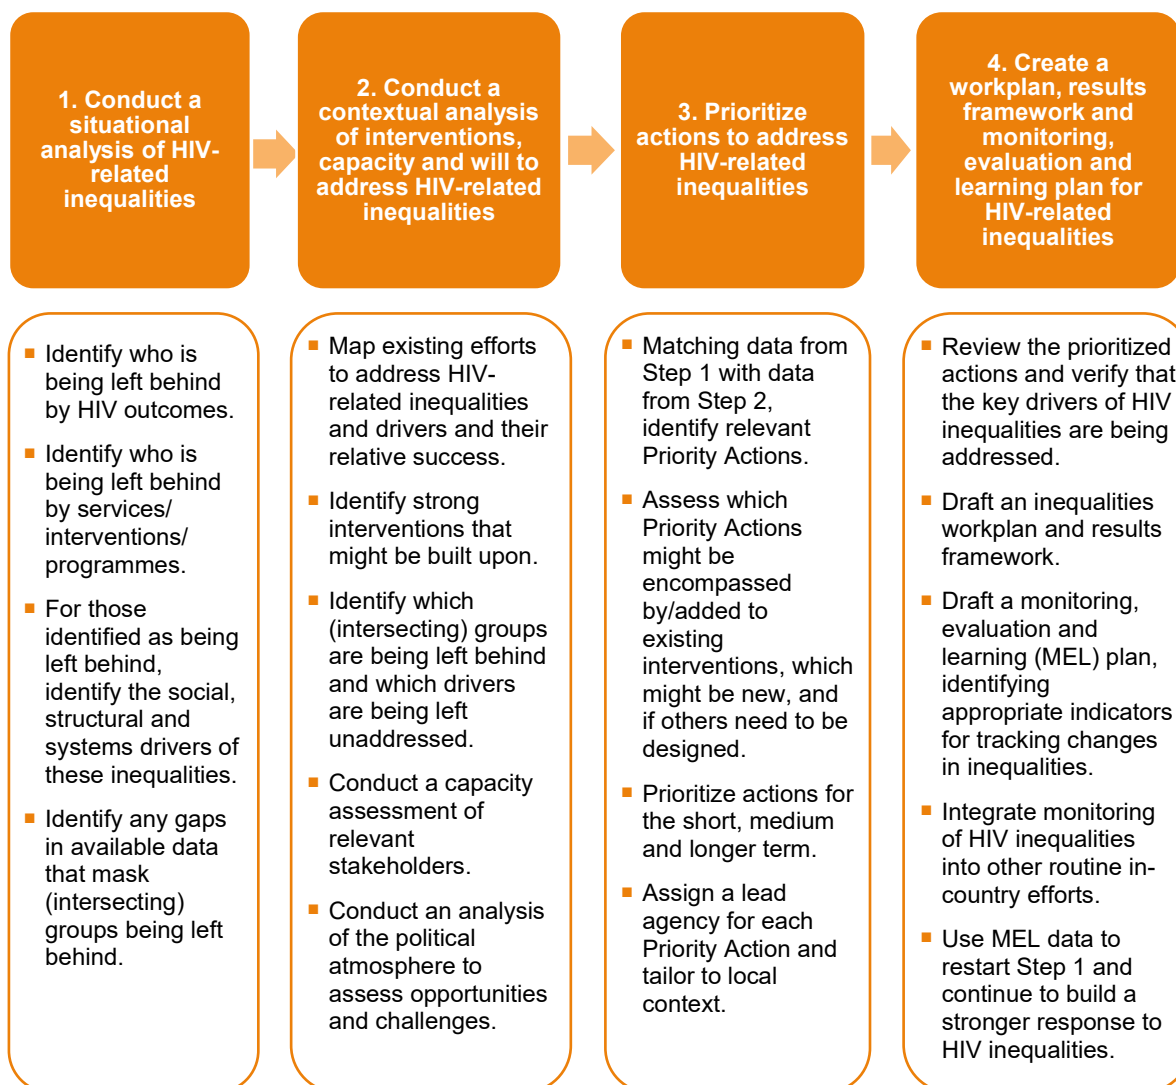 1. Conduct a
situational
analysis of HIV-
related
inequalities
2. Conduct a
contextual analysis
of interventions,
capacity and will to
address HIV-related
inequalities
3. Prioritize
actions to address
HIV-related
inequalities
4. Create a
workplan, results
framework and
monitoring,
evaluation and
learning plan for
HIV-related
inequalities
▪ Identify who is
being left behind
by HIV outcomes.
▪ Identify who is
being left behind
by services/
interventions/
programmes.
▪ For those
identified as being
left behind,
identify the social,
structural and
systems drivers of
these inequalities.
▪ Identify any gaps
in available data
that mask
(intersecting)
groups being left
behind.
▪ Map existing efforts
to address HIV-
related inequalities
and drivers and their
relative success.
▪ Identify strong
interventions that
might be built upon.
▪ Identify which
(intersecting) groups
are being left behind
and which drivers
are being left
unaddressed.
▪ Conduct a capacity
assessment of
relevant
stakeholders.
▪ Conduct an analysis
of the political
atmosphere to
assess opportunities
and challenges.
▪ Matching data from
Step 1 with data
from Step 2,
identify relevant
Priority Actions.
▪ Assess which
Priority Actions
might be
encompassed
by/added to
existing
interventions, which
might be new, and
if others need to be
designed.
▪ Prioritize actions for
the short, medium
and longer term.
▪ Assign a lead
agency for each
Priority Action and
tailor to local
context.
▪ Review the prioritized
actions and verify that
the key drivers of HIV
inequalities are being
addressed.
▪ Draft an inequalities
workplan and results
framework.
▪ Draft a monitoring,
evaluation and
learning (MEL) plan,
identifying
appropriate indicators
for tracking changes
in inequalities.
▪ Integrate monitoring
of HIV inequalities
into other routine in-
country efforts.
▪ Use MEL data to
restart Step 1 and
continue to build a
stronger response to
HIV inequalities.